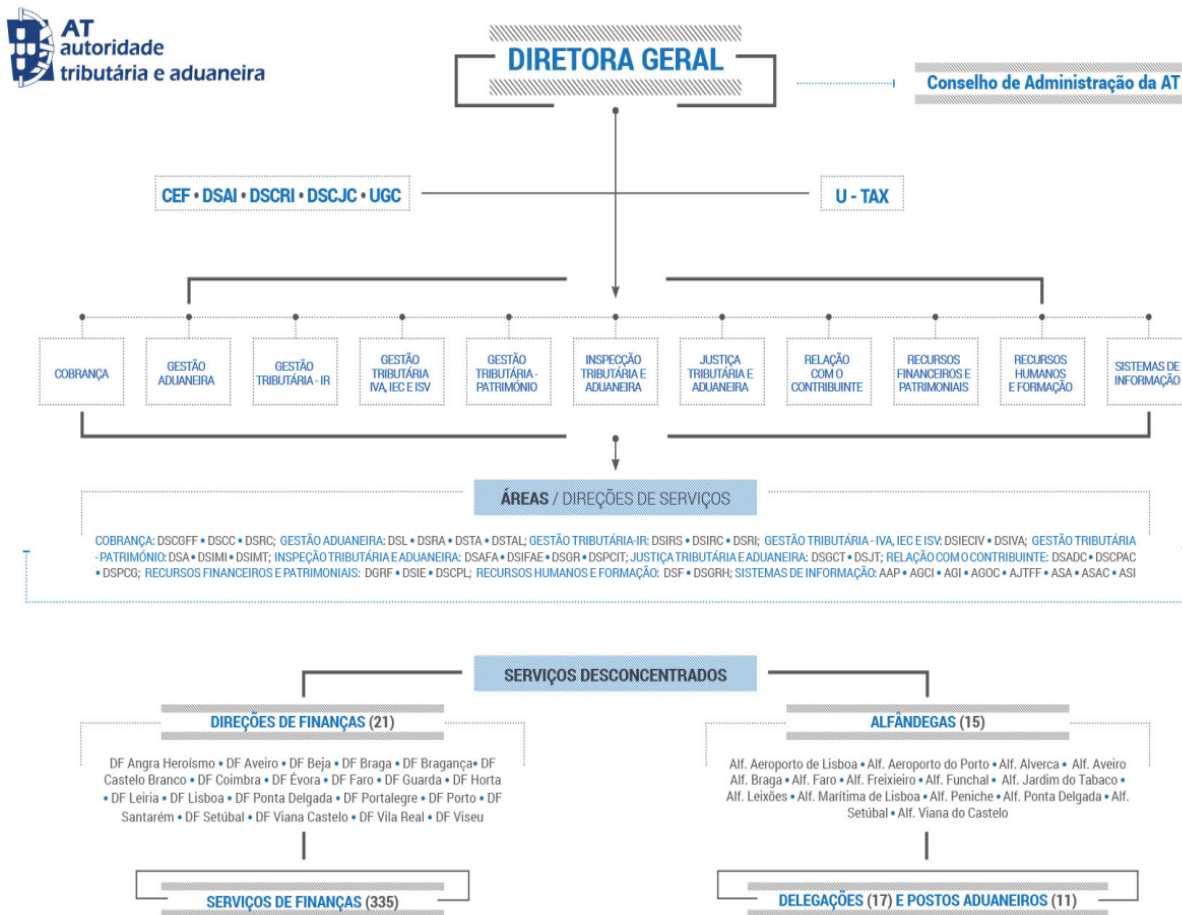 AT
autoridade
tributária e aduaneira
DIRETORA GERAL
Conselho de Administração da AT
CEF • DSAI • DSCRI • DSCJC • UGC
U - TAX
COBRANÇA
GESTÃO
ADUANEIRA
GESTÃO
TRIBUTÁRIA - IR
GESTÃO
TRIBUTÁRIA
IVA, IEC E ISV
GESTÃO
TRIBUTÁRIA -
PATRIMÓNIO
INSPECÇÃO
TRIBUTÁRIA E
ADUANEIRA
JUSTIÇA
TRIBUTÁRIA E
ADUANEIRA
RELAÇÃO
COM O
CONTRIBUINTE
RECURSOS
FINANCEIROS E
PATRIMONIAIS
RECURSOS
HUMANOS
E FORMAÇÃO
SISTEMAS DE
INFORMAÇÃO
ÁREAS / DIREÇÕES DE SERVIÇOS
COBRANÇA: DSCGFF • DSCC • DSRC; GESTÃO ADUANEIRA: DSL • DSRA • DSTA • DSTAL; GESTÃO TRIBUTÁRIA-IR: DSIRS • DSIRC • DSRI; GESTÃO TRIBUTÁRIA - IVA, IEC E ISV: DSIECIV • DSIVA; GESTÃO TRIBUTÁRIA
- PATRIMÓNIO: DSA • DSIMI • DSIMT; INSPEÇÃO TRIBUTÁRIA E ADUANEIRA: DSAFA • DSIFAE • DSGR • DSPCIT; JUSTIÇA TRIBUTÁRIA E ADUANEIRA: DSGCT • DSJT; RELAÇÃO COM O CONTRIBUINTE: DSADC • DSCPAC
• DSPCG; RECURSOS FINANCEIROS E PATRIMONIAIS: DGRF • DSIE • DSCPL; RECURSOS HUMANOS E FORMAÇÃO: DSF • DSGRH; SISTEMAS DE INFORMAÇÃO: AAP • AGCI • AGI • AGOC • AJTFF • ASA • ASAC • ASI
SERVIÇOS DESCONCENTRADOS
DIREÇÕES DE FINANÇAS (21)
DF Angra Heroísmo • DF Aveiro • DF Beja • DF Braga • DF Bragança• DF
Castelo Branco • DF Coimbra • DF Évora • DF Faro • DF Guarda • DF Horta
• DF Leiria • DF Lisboa • DF Ponta Delgada • DF Portalegre • DF Porto • DF
Santarém • DF Setúbal • DF Viana Castelo • DF Vila Real • DF Viseu
SERVIÇOS DE FINANÇAS (335)
ALFÂNDEGAS (15)
Alf. Aeroporto de Lisboa • Alf. Aeroporto do Porto • Alf. Alverca • Alf. Aveiro
Alf. Braga • Alf. Faro • Alf. Freixieiro • Alf. Funchal • Alf. Jardim do Tabaco •
Alf. Leixões • Alf. Marítima de Lisboa • Alf. Peniche • Alf. Ponta Delgada • Alf.
Setúbal • Alf. Viana do Castelo
DELEGAÇÕES (17) E POSTOS ADUANEIROS (11)